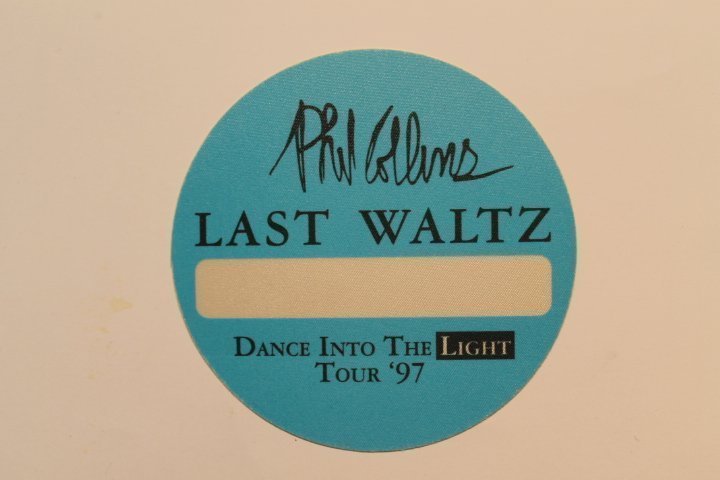 Phil Collins
LAST WALTZ
DANCE INTO THE LIGHT
TOUR '97